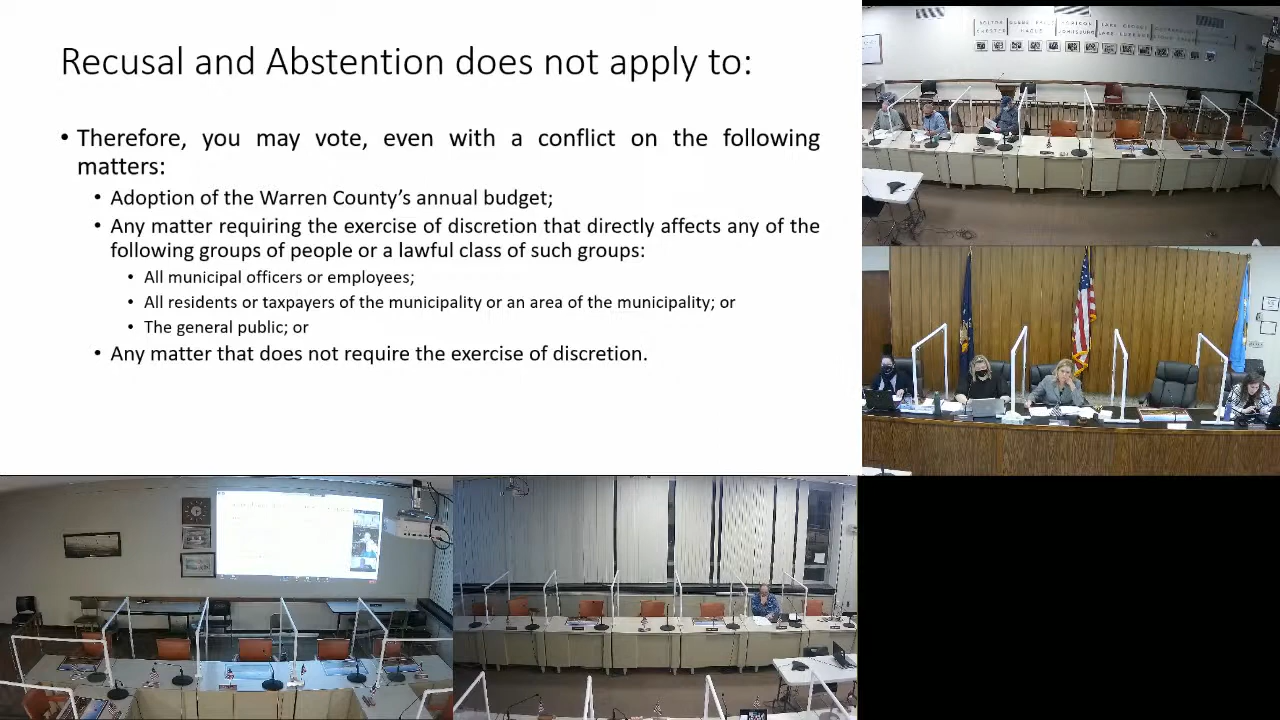 Recusal and Abstention does not apply to:
• Therefore, you may vote, even with a conflict on the following
matters:
• Adoption of the Warren County's annual budget;
• Any matter requiring the exercise of discretion that directly affects any of the
following groups of people or a lawful class of such groups:
• All municipal officers or employees;
• All residents or taxpayers of the municipality or an area of the municipality; or
• The general public; or
• Any matter that does not require the exercise of discretion.